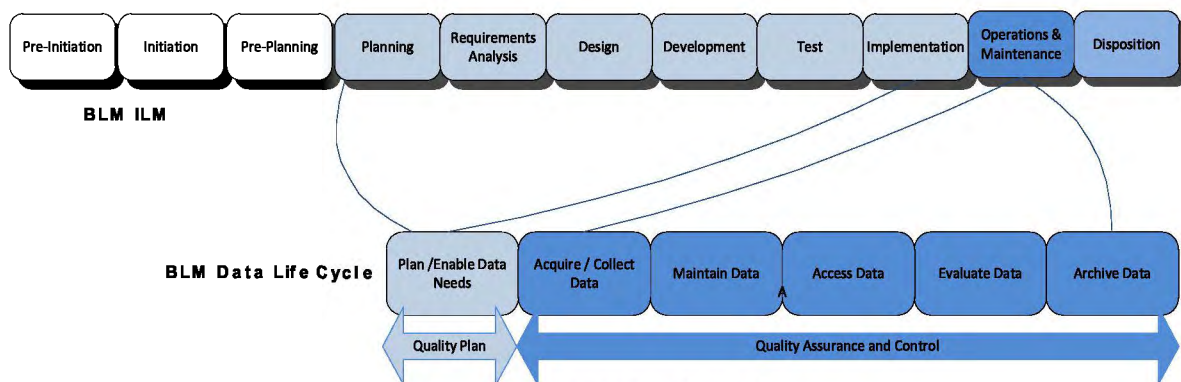 Pre-Initiation
Initiation
Pre-Planning
Planning
Requirements
Analysis
Design
Development
Test
Implementation
Operations &
Maintenance
Disposition
BLM ILM
BLM Data Life Cycle
Plan /Enable Data
Needs
Acquire / Collect
Data
Maintain Data
A
Access Data
Evaluate Data
Archive Data
Quality Plan
Quality Assurance and Control